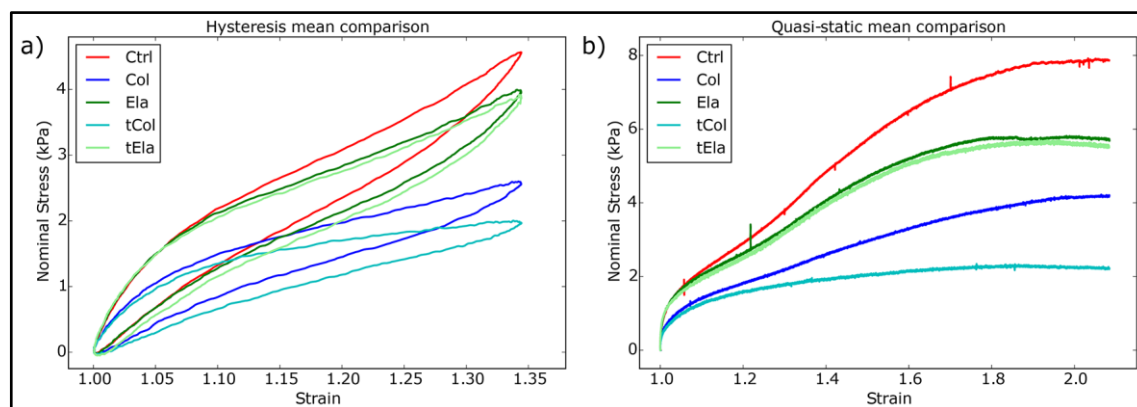 Hysteresis mean comparison
a)
Ctrl
Col
Ela
tCol
tEla
Nominal Stress (kPa)
4
3
2
1
0
1.00 1.05 1.10 1.15 1.20 1.25 1.30 1.35
Strain
Quasi-static mean comparison
b)
Ctrl
Col
Ela
tCol
tEla
Nominal Stress (kPa)
8
6
4
2
0
1.0 1.2 1.4 1.6 1.8 2.0
Strain